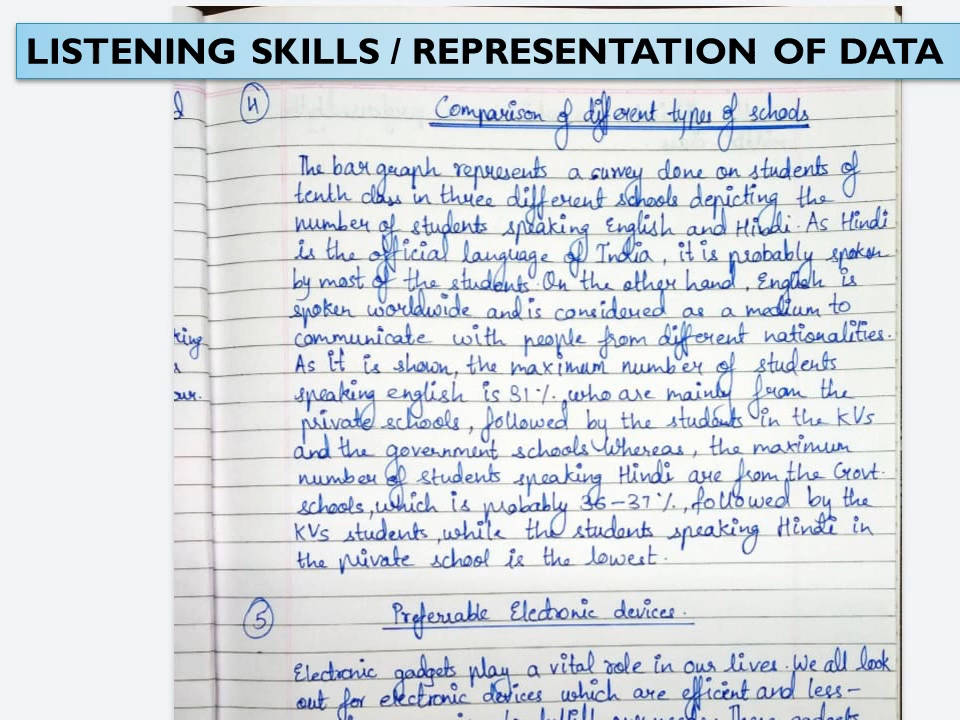 LISTENING SKILLS / REPRESENTATION OF DATA
4 Comparison of different types of schools
The bar graph represents a survey done on students of
tenth class in three different schools depicting the
number of students speaking English and Hindi. As Hindi
is the official language of India, it is probably spoken
by most of the students. On the other hand, English is
spoken worldwide and is considered as a medium to
communicate with people from different nationalities.
As it is shown, the maximum number of students
speaking english is 31%, who are mainly from the
private schools, followed by the students in the KVs
and the government schools. Whereas, the maximum
number of students speaking Hindi are from the Govt.
schools, which is probably 36-37%, followed by the
KVs students, while the students speaking Hindi in
the private school is the lowest.
5 Preferrable Electronic devices.
Electronic gadgets play a vital role in our lives. We all look
out for electronic devices which are efficent and less-